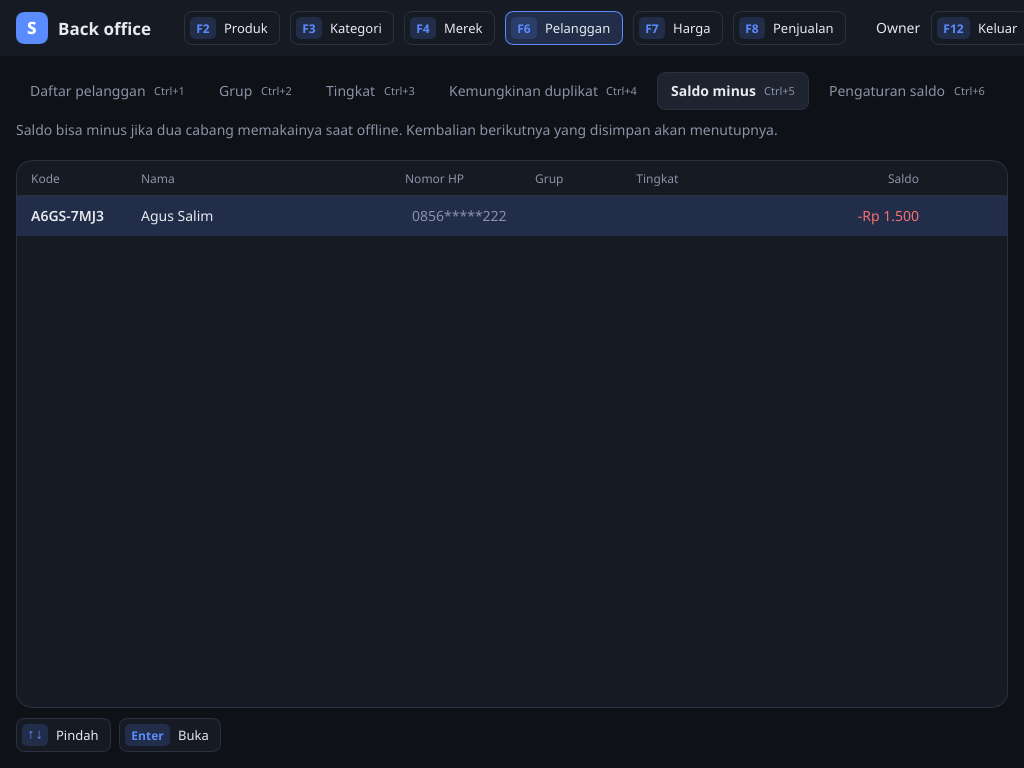 S Back office F2 Produk F3 Kategori F4 Merek F6 Pelanggan F7 Harga F8 Penjualan Owner F12 Keluar
Daftar pelanggan Ctrl+1 Grup Ctrl+2 Tingkat Ctrl+3 Kemungkinan duplikat Ctrl+4 Saldo minus Ctrl+5 Pengaturan saldo Ctrl+6
Saldo bisa minus jika dua cabang memakainya saat offline. Kembalian berikutnya yang disimpan akan menutupnya.
Kode Nama Nomor HP Grup Tingkat Saldo
A6GS-7MJ3 Agus Salim 0856*****222 -Rp 1.500
↑↓ Pindah Enter Buka